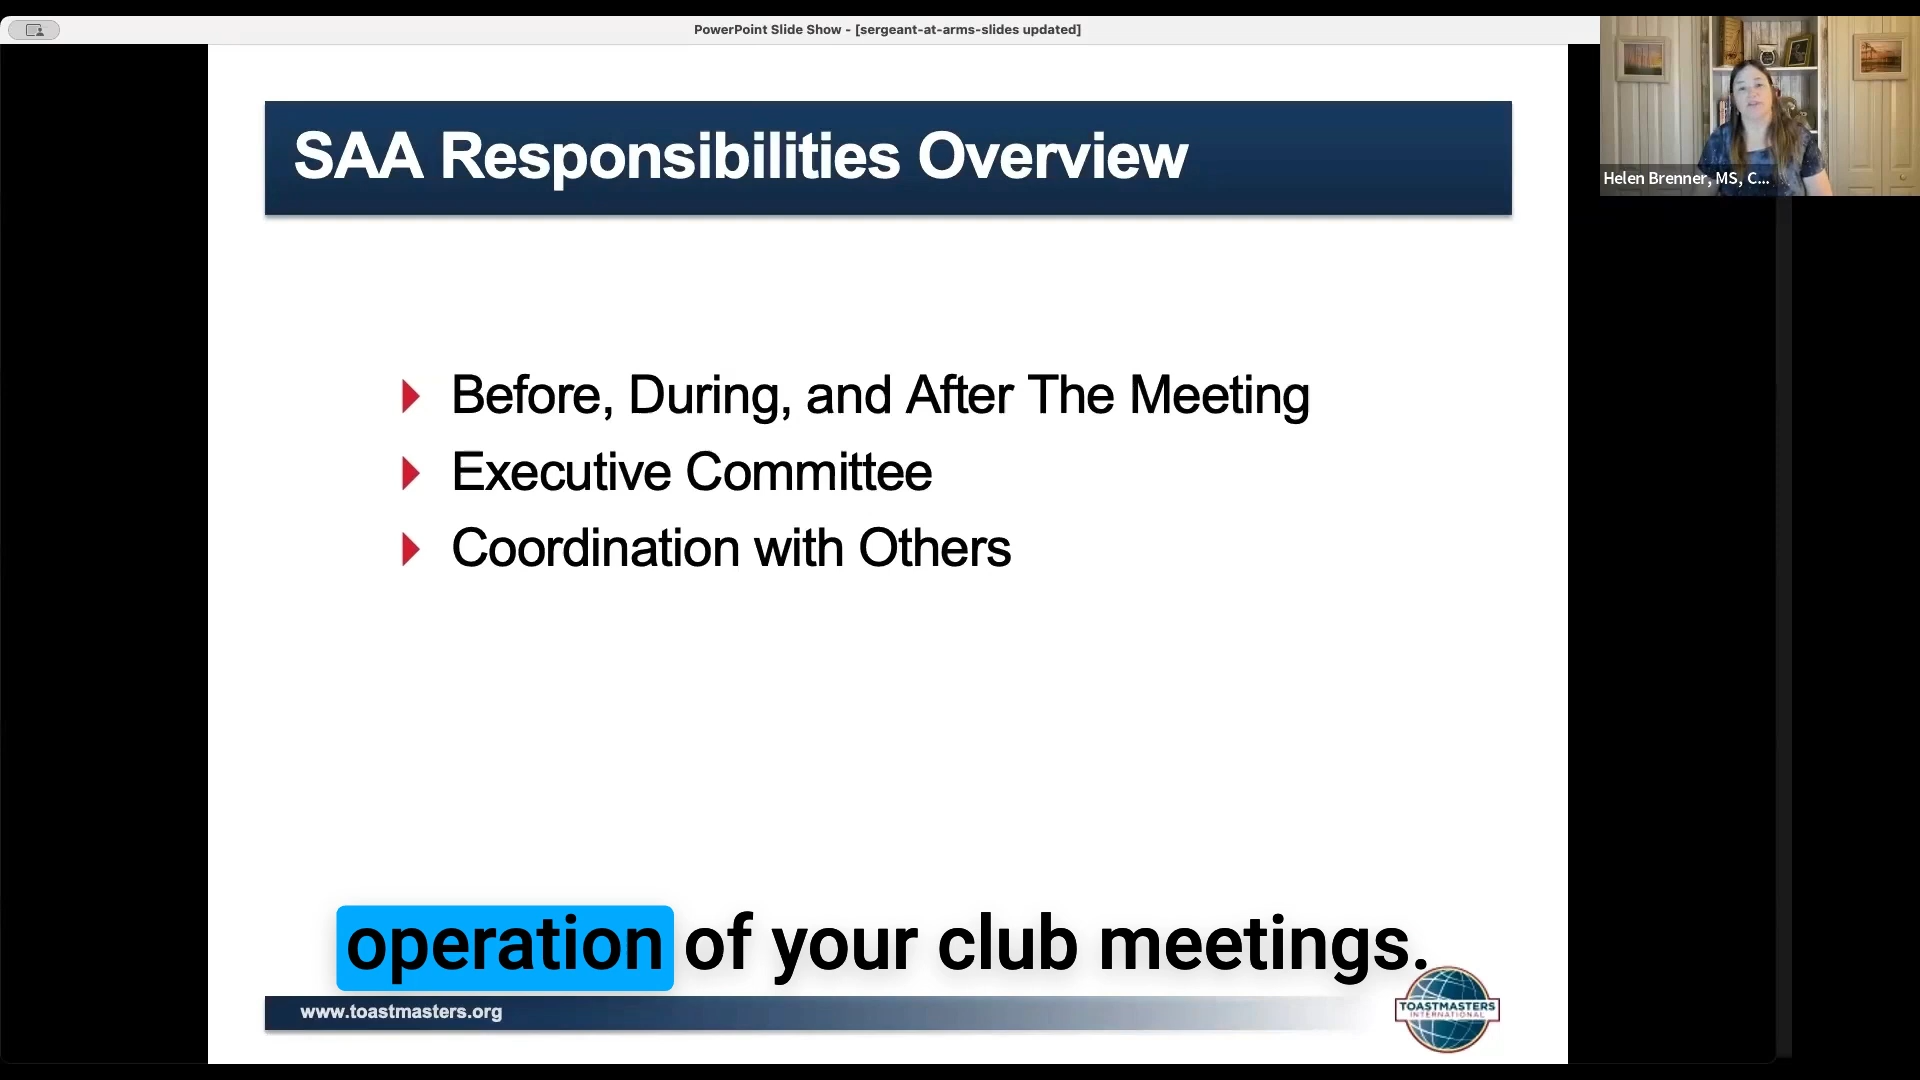 PowerPoint Slide Show - [sergeant-at-arms-slides updated]
Helen Brenner, MS, C...
SAA Responsibilities Overview
Before, During, and After The Meeting
Executive Committee
Coordination with Others
operation of your club meetings.
www.toastmasters.org
TOASTMASTERS
INTERNATIONAL